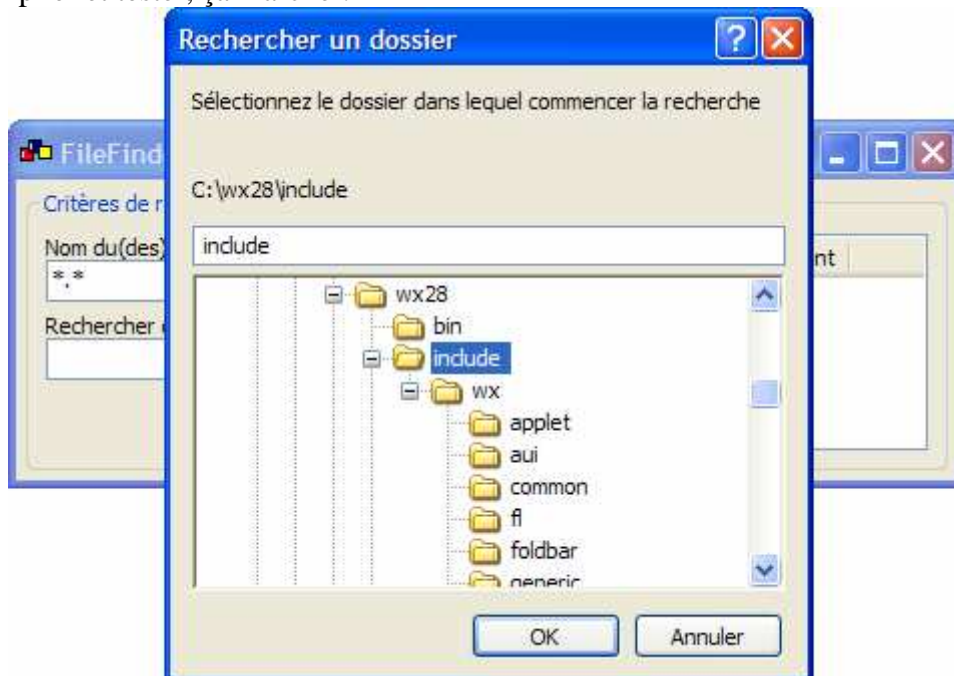 Rechercher un dossier
Sélectionnez le dossier dans lequel commencer la recherche
C:\wx28\include
include
wx28
bin
include
wx
applet
aui
common
fl
foldbar
generic
OK Annuler
FileFind
Critères de r
Nom du(des)
*.*
Rechercher
nt